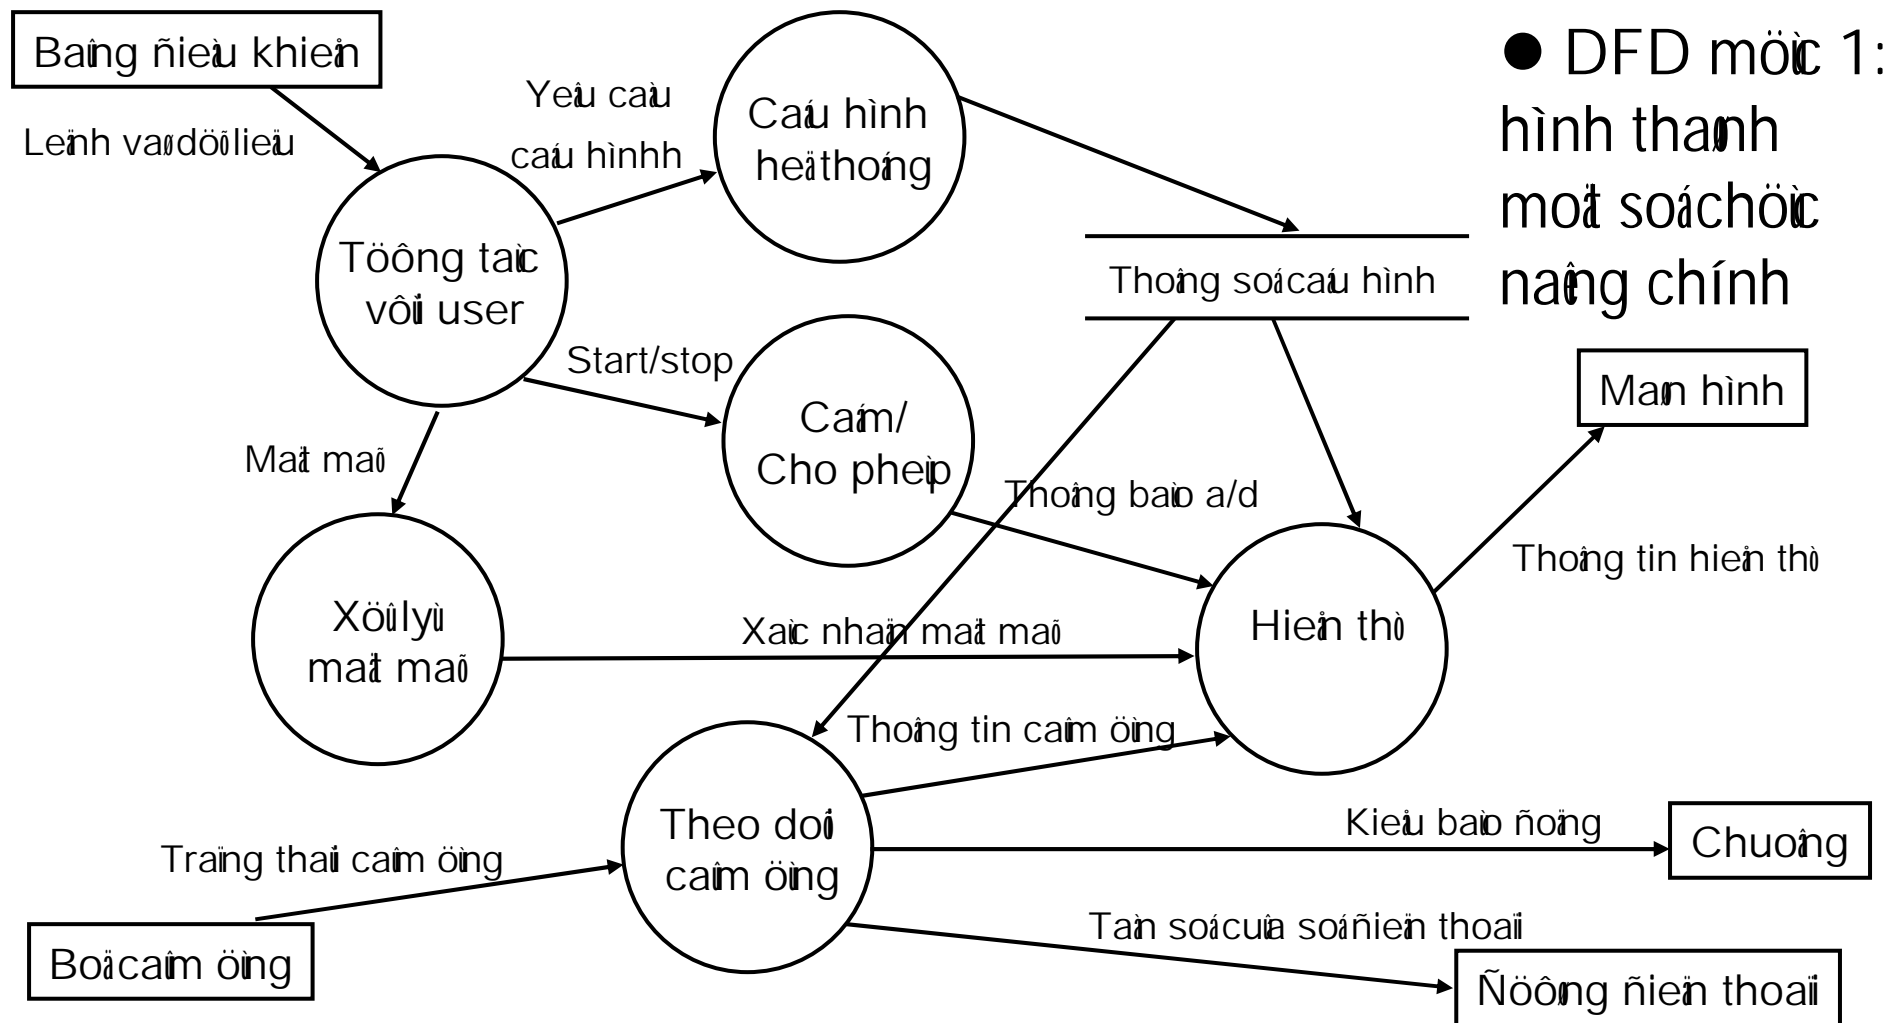 Baûng ñieàu khieån
● DFD möùc 1:
hình thaønh
moät soá chöùc
naêng chính
Leänh vaø döõ lieäu
Yeâu caàu
caáu hìnhh
Caáu hình
heä thoáng
Töông taùc
vôùi user
Thoâng soá caáu hình
Start/stop
Maøn hình
Caám/
Cho pheùp
Maät maõ
Thoâng baùo a/d
Thoâng tin hieån thò
Xöû lyù
maät maõ
Xaùc nhaän maät maõ
Hieån thò
Thoâng tin caûm öùng
Theo doõi
caûm öùng
Kieåu baùo ñoäng
Chuoâng
Traïng thaùi caûm öùng
Taàn soá cuûa soá ñieän thoaïi
Boä caûm öùng
Ñöôøng ñieän thoaïi